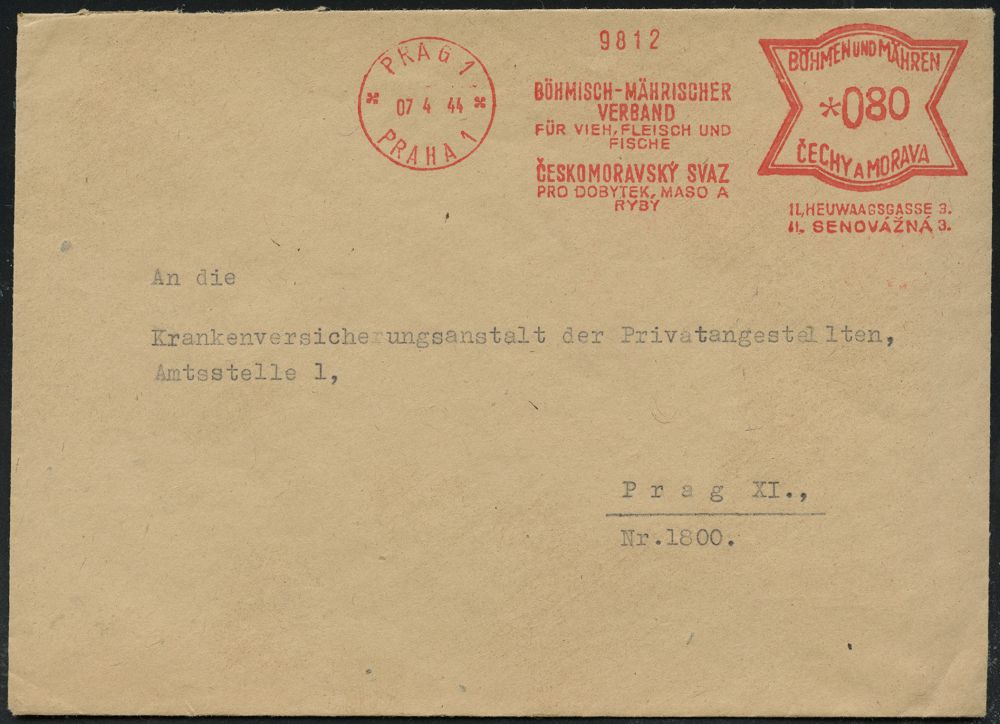 PRAG 1
07 4 44
PRAHA 1
9812
BÖHMISCH-MÄHRISCHER
VERBAND
FÜR VIEH, FLEISCH UND
FISCHE
ČESKOMORAVSKÝ SVAZ
PRO DOBYTEK, MASO A
RYBY
BÖHMEN UND MÄHREN
*080
ČECHY A MORAVA
II, HEUWAAGSGASSE 3.
II. SENOVÁŽNÁ 3.
An die
Krankenversicherungsanstalt der Privatangestellten,
Amtsstelle 1,
P r a g XI.,
Nr.1800.